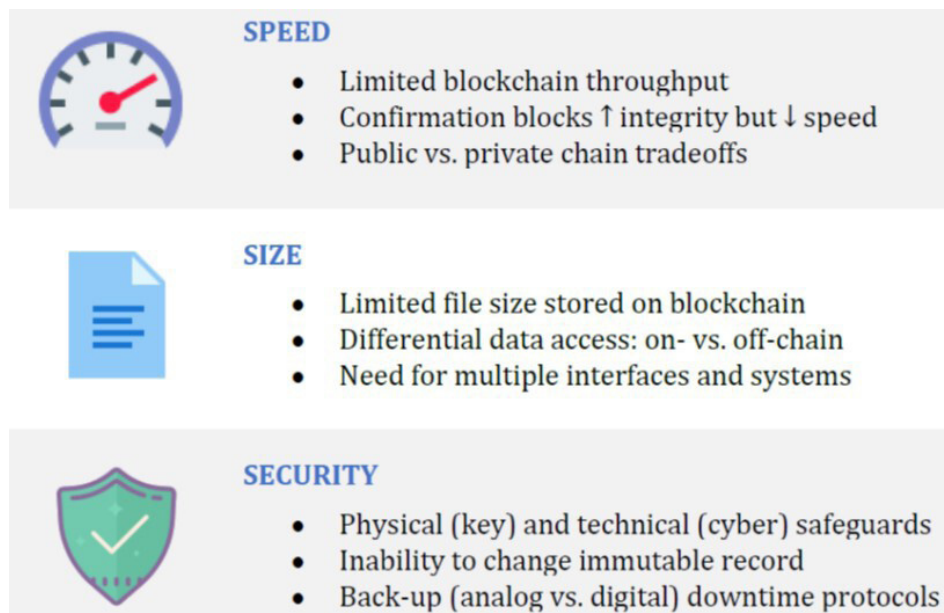 SPEED
• Limited blockchain throughput
• Confirmation blocks ↑ integrity but ↓ speed
• Public vs. private chain tradeoffs
SIZE
• Limited file size stored on blockchain
• Differential data access: on- vs. off-chain
• Need for multiple interfaces and systems
SECURITY
• Physical (key) and technical (cyber) safeguards
• Inability to change immutable record
• Back-up (analog vs. digital) downtime protocols